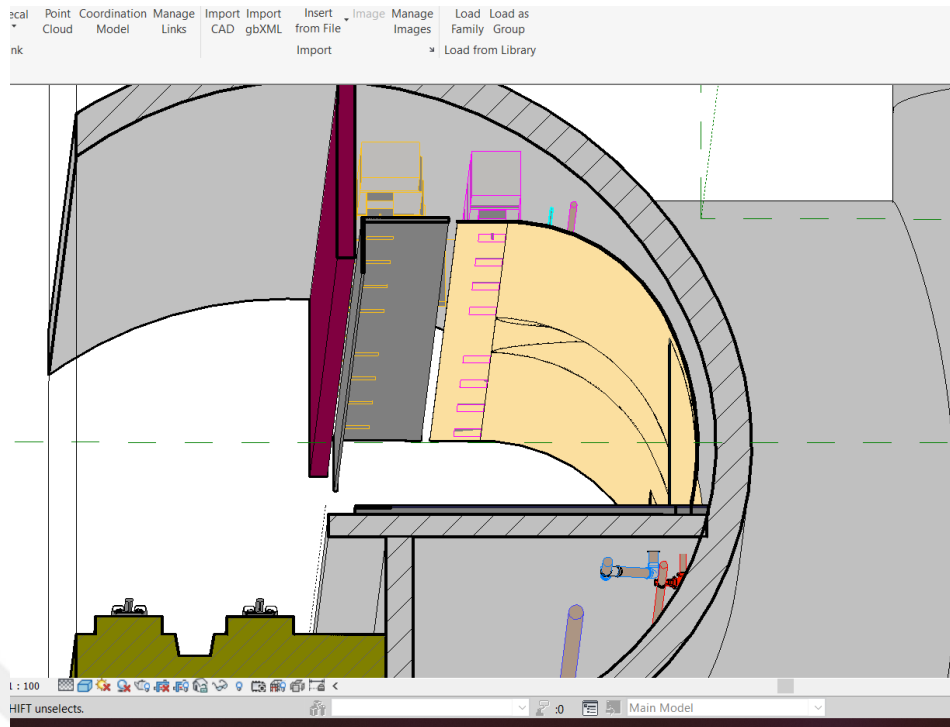 ecal Point Coordination Manage Import Import Insert Image Manage Load Load as
Cloud Model Links CAD gbXML from File Images Family Group
nk Import Load from Library
1 : 100
HIFT unselects. :0 Main Model